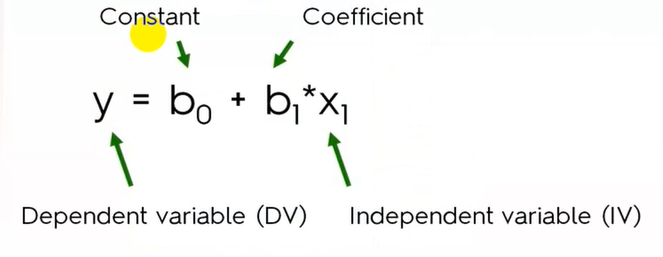 Constant Coefficient
y = b₀ + b₁*x₁
Dependent variable (DV) Independent variable (IV)